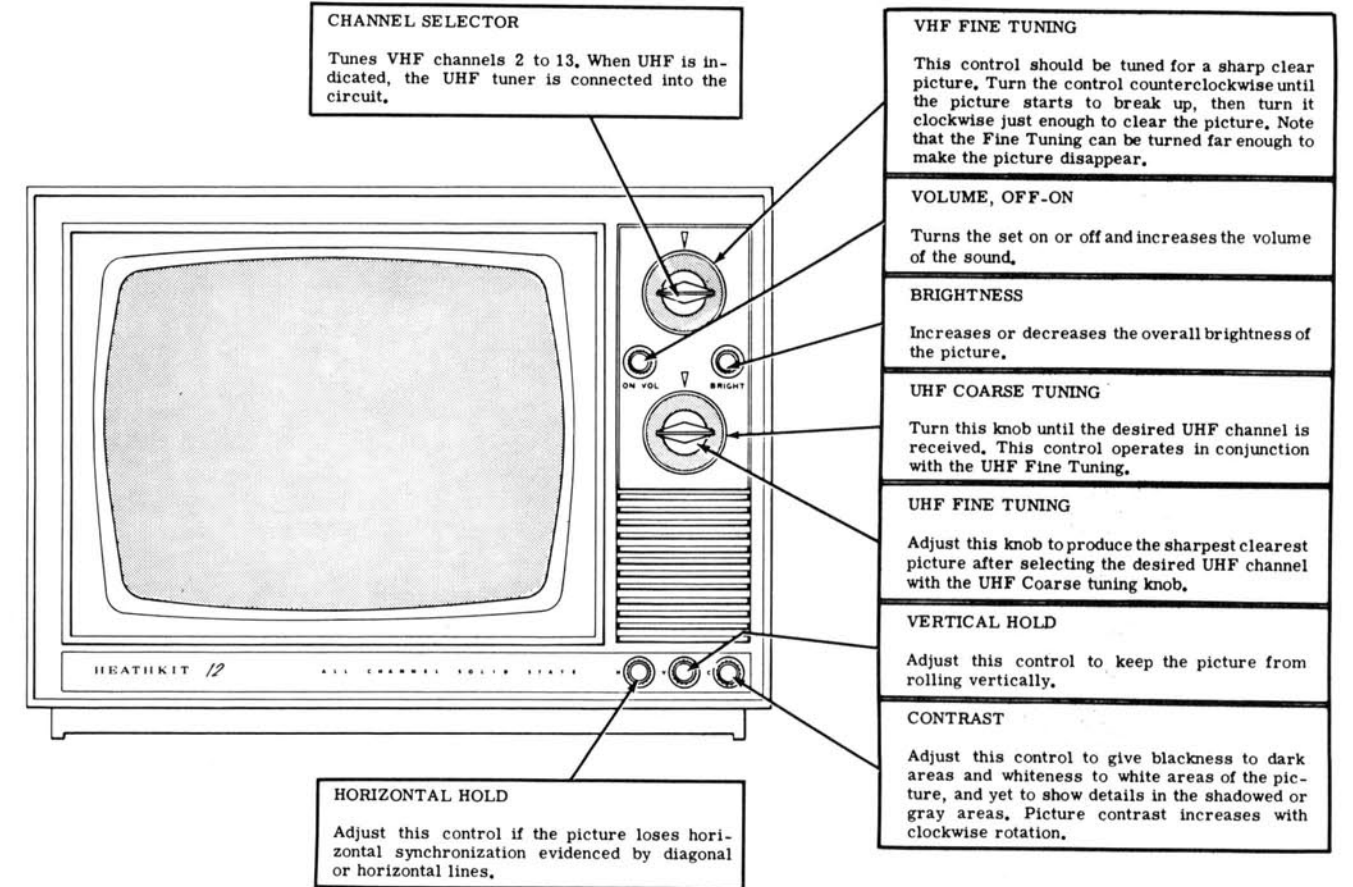 CHANNEL SELECTOR
Tunes VHF channels 2 to 13. When UHF is in-
dicated, the UHF tuner is connected into the
circuit.
VHF FINE TUNING
This control should be tuned for a sharp clear
picture. Turn the control counterclockwise until
the picture starts to break up, then turn it
clockwise just enough to clear the picture. Note
that the Fine Tuning can be turned far enough to
make the picture disappear.
VOLUME, OFF-ON
Turns the set on or off and increases the volume
of the sound.
BRIGHTNESS
Increases or decreases the overall brightness of
the picture.
UHF COARSE TUNING
Turn this knob until the desired UHF channel is
received. This control operates in conjunction
with the UHF Fine Tuning.
UHF FINE TUNING
Adjust this knob to produce the sharpest clearest
picture after selecting the desired UHF channel
with the UHF Coarse tuning knob.
VERTICAL HOLD
Adjust this control to keep the picture from
rolling vertically.
CONTRAST
Adjust this control to give blackness to dark
areas and whiteness to white areas of the pic-
ture, and yet to show details in the shadowed or
gray areas. Picture contrast increases with
clockwise rotation.
ON VOL BRIGHT
HEATHKIT 12 ALL CHANNEL SOLID STATE H V C
HORIZONTAL HOLD
Adjust this control if the picture loses hori-
zontal synchronization evidenced by diagonal
or horizontal lines.